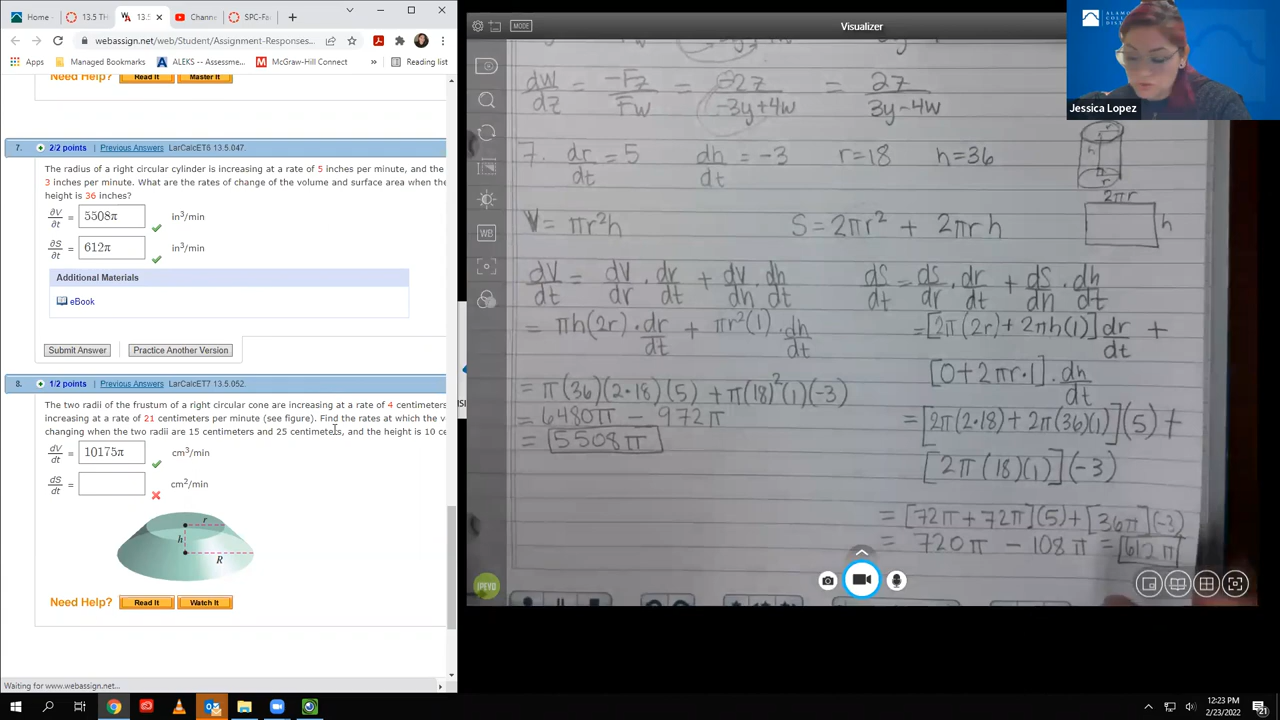 Home -
13.5 TH
13.5
Chann
SPC-Fa
webassign.net/web/Student/Assignment-Responses...
Apps
Managed Bookmarks
ALEKS -- Assessme...
McGraw-Hill Connect
Reading list
Need Help?
Read It
Master It
7.
2/2 points
Previous Answers
LarCalcET6 13.5.047.
The radius of a right circular cylinder is increasing at a rate of 5 inches per minute, and the
3 inches per minute. What are the rates of change of the volume and surface area when the
height is 36 inches?
∂V/∂t = 5508π in³/min
∂S/∂t = 612π in³/min
Additional Materials
eBook
Submit Answer
Practice Another Version
8.
1/2 points
Previous Answers
LarCalcET7 13.5.052.
The two radii of the frustum of a right circular cone are increasing at a rate of 4 centimeters
increasing at a rate of 21 centimeters per minute (see figure). Find the rates at which the v
changing when the two radii are 15 centimeters and 25 centimeters, and the height is 10 ce
dV/dt = 10175π cm³/min
dS/dt = cm²/min
r
h
R
Need Help?
Read It
Watch It
Waiting for www.webassign.net...
MODE
Visualizer
WB
IPEVO
dW/dz = -Fz/Fw = -2z/-3y+4w = 2z/3y-4w
7. dr/dt = 5 dh/dt = -3 r=18 h=36
2πr
h
V = πr²h S = 2πr² + 2πrh
dV/dt = dV/dr · dr/dt + dV/dh · dh/dt
= πh(2r) · dr/dt + πr²(1) · dh/dt
= π(36)(2·18)(5) + π(18)²(1)(-3)
= 6480π - 972π
= 5508π
dS/dt = dS/dr · dr/dt + dS/dh · dh/dt
= [2π(2r) + 2πh(1)] dr/dt +
[0 + 2πr·1] · dh/dt
= [2π(2·18) + 2π(36)(1)](5) +
[2π(18)(1)](-3)
= [72π + 72π](5) + [36π](-3)
= 720π - 108π = 612π
ALAMO
COLL
DIST
Jessica Lopez
12:23 PM
2/23/2022
21